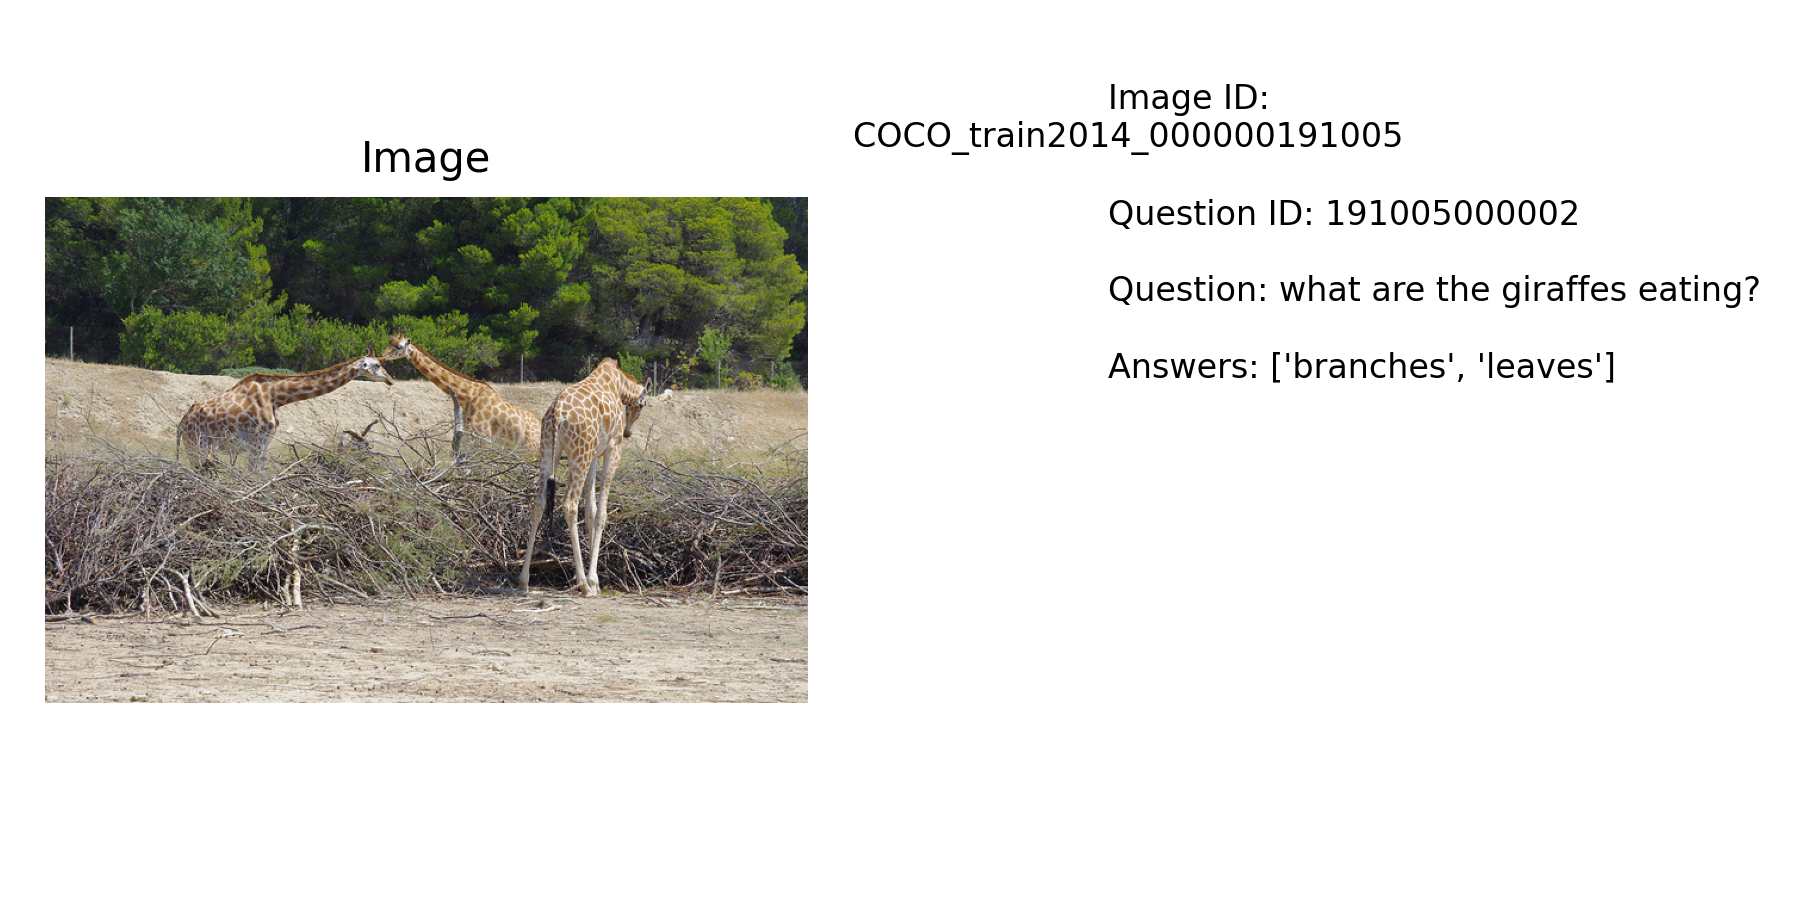 Image
Image ID:
COCO_train2014_000000191005
Question ID: 191005000002
Question: what are the giraffes eating?
Answers: ['branches', 'leaves']